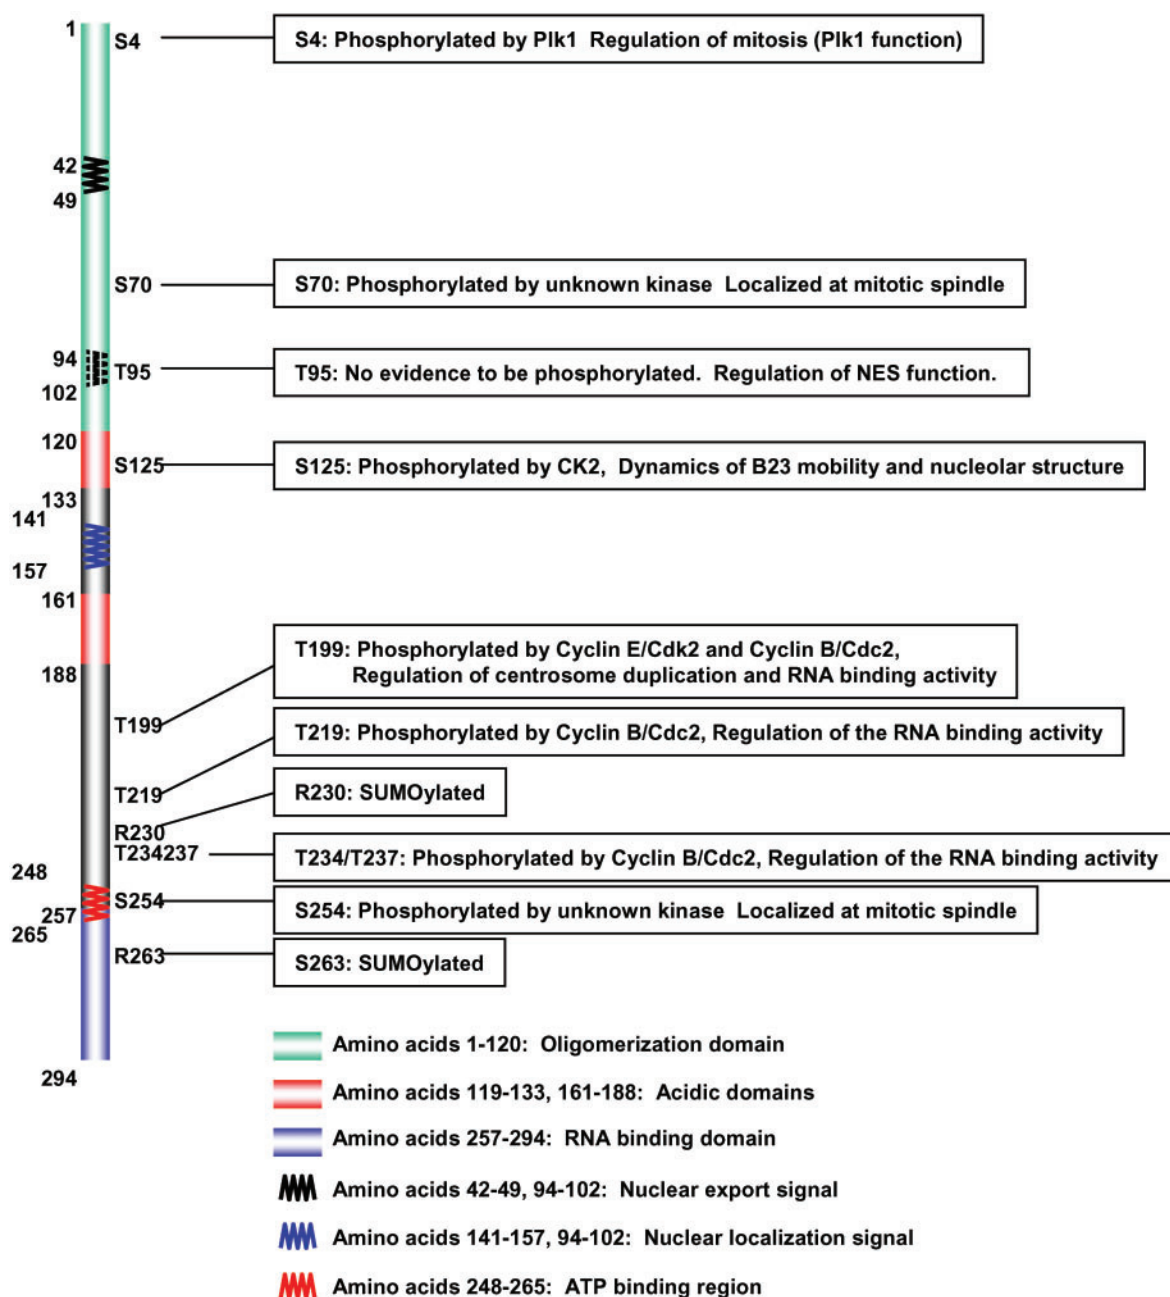 1
S4
S4: Phosphorylated by Plk1  Regulation of mitosis (Plk1 function)
42
49
S70
S70: Phosphorylated by unknown kinase  Localized at mitotic spindle
94
T95
102
T95: No evidence to be phosphorylated.  Regulation of NES function.
120
S125
S125: Phosphorylated by CK2,  Dynamics of B23 mobility and nucleolar structure
133
141
157
161
188
T199
T199: Phosphorylated by Cyclin E/Cdk2 and Cyclin B/Cdc2,
Regulation of centrosome duplication and RNA binding activity
T219
T219: Phosphorylated by Cyclin B/Cdc2, Regulation of the RNA binding activity
R230
R230: SUMOylated
T234237
T234/T237: Phosphorylated by Cyclin B/Cdc2, Regulation of the RNA binding activity
248
S254
S254: Phosphorylated by unknown kinase  Localized at mitotic spindle
257
265
R263
S263: SUMOylated
294
Amino acids 1-120:  Oligomerization domain
Amino acids 119-133, 161-188:  Acidic domains
Amino acids 257-294:  RNA binding domain
Amino acids 42-49, 94-102:  Nuclear export signal
Amino acids 141-157, 94-102:  Nuclear localization signal
Amino acids 248-265:  ATP binding region